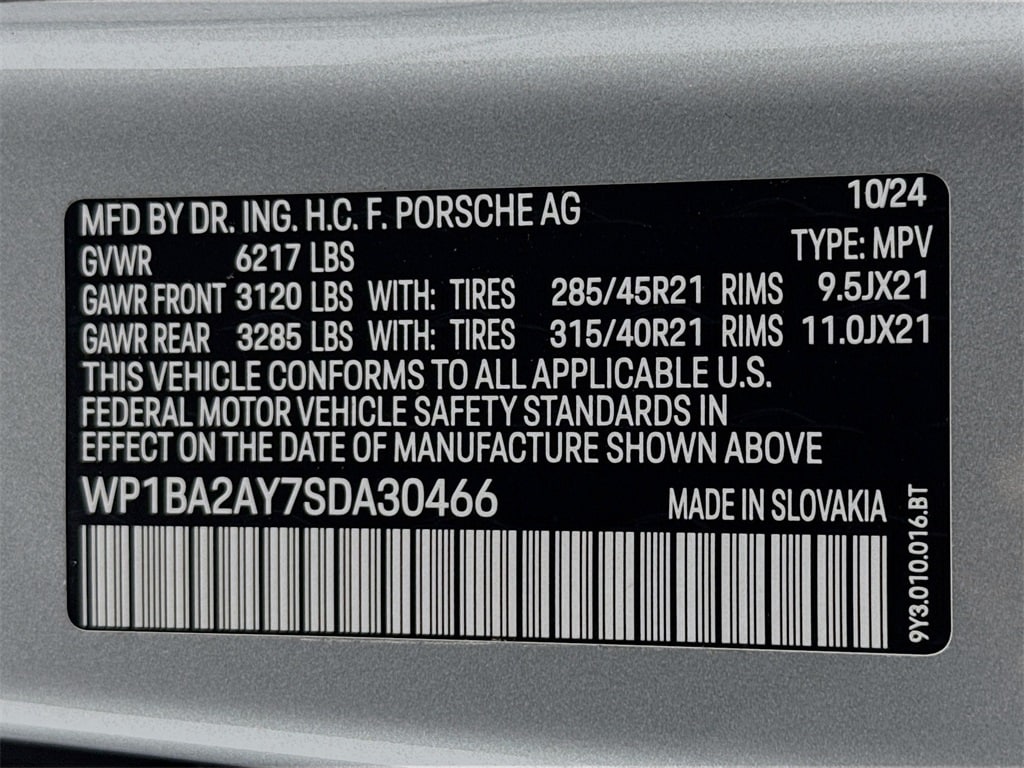 MFD BY DR. ING. H.C. F. PORSCHE AG 10/24
GVWR 6217 LBS TYPE: MPV
GAWR FRONT 3120 LBS WITH: TIRES 285/45R21 RIMS 9.5JX21
GAWR REAR 3285 LBS WITH: TIRES 315/40R21 RIMS 11.0JX21
THIS VEHICLE CONFORMS TO ALL APPLICABLE U.S.
FEDERAL MOTOR VEHICLE SAFETY STANDARDS IN
EFFECT ON THE DATE OF MANUFACTURE SHOWN ABOVE
WP1BA2AY7SDA30466 MADE IN SLOVAKIA
9Y3.010.016.BT